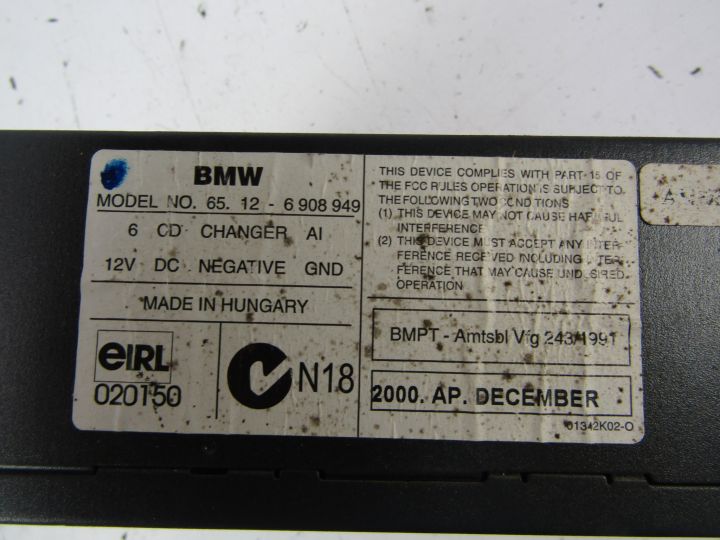 BMW
MODEL NO. 65. 12 - 6 908 949
6 CD CHANGER AI
12V DC NEGATIVE GND
MADE IN HUNGARY
eIRL
020150
N18
THIS DEVICE COMPLIES WITH PART-15 OF
THE FCC RULES OPERATION IS SUBJECT TO
THE FOLLOWING TWO CONDITIONS
(1) THIS DEVICE MAY NOT CAUSE HARMFUL
INTERFERENCE
(2) THIS DEVICE MUST ACCEPT ANY INTER-
FERENCE RECEIVED INCLUDING INTER-
FERENCE THAT MAY CAUSE UNDESIRED
OPERATION
BMPT - Amtsbl Vfg 243/1991
2000. AP. DECEMBER
01342K02-O